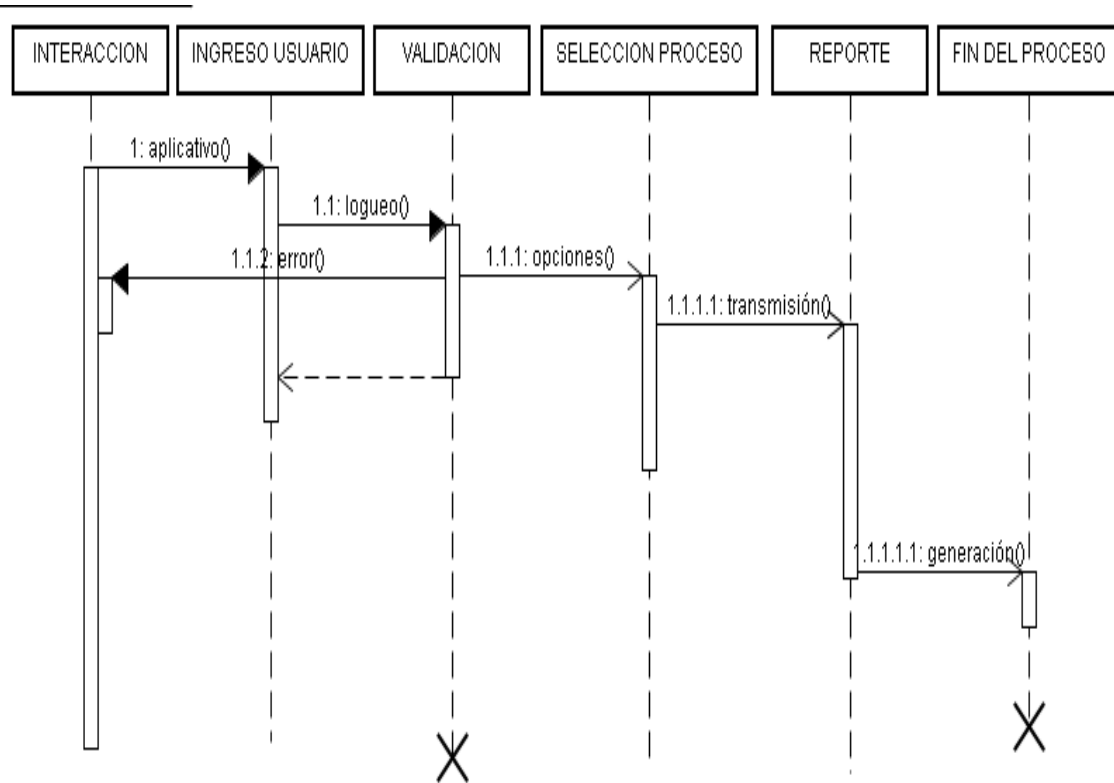 INTERACCION
INGRESO USUARIO
VALIDACION
SELECCION PROCESO
REPORTE
FIN DEL PROCESO
1: aplicativo()
1.1: logueo()
1.1.2: error()
1.1.1: opciones()
1.1.1.1: transmisión()
1.1.1.1.1: generación()